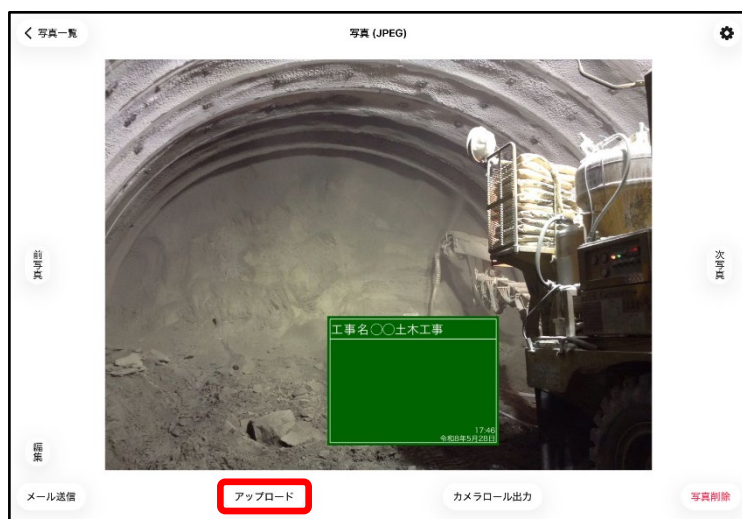 写真一覧
写真 (JPEG)
前写真
次写真
工事名○○土木工事
17:46
令和8年5月28日
編集
メール送信
アップロード
カメラロール出力
写真削除